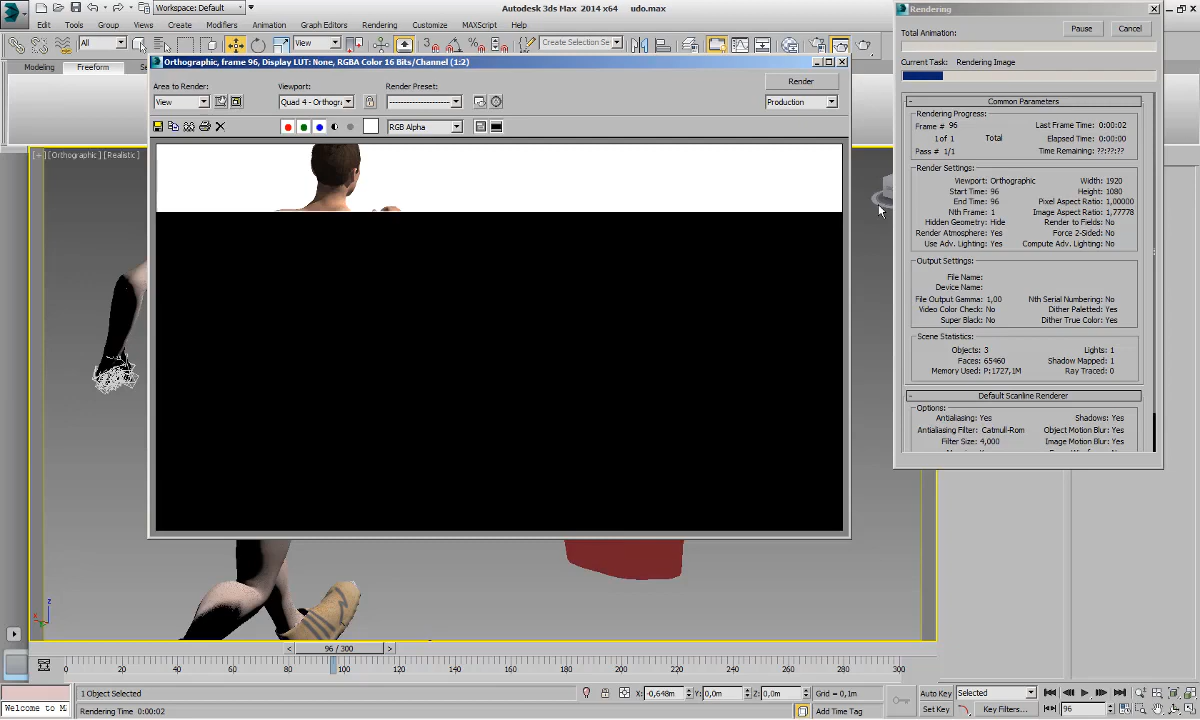 Workspace: Default
Autodesk 3ds Max 2014 x64 udo.max
Edit Tools Group Views Create Modifiers Animation Graph Editors Rendering Customize MAXScript Help
All
View
3
Create Selection Se
Modeling Freeform
Orthographic, frame 96, Display LUT: None, RGBA Color 16 Bits/Channel (1:2)
Area to Render: Viewport: Render Preset:
Render
View
Quad 4 - Orthogra
--------------------
Production
RGB Alpha
[+] [Orthographic] [Realistic]
Rendering
Total Animation:
Pause Cancel
Current Task: Rendering Image
Common Parameters
Rendering Progress:
Frame # 96 Last Frame Time: 0:00:02
1 of 1 Total Elapsed Time: 0:00:00
Pass # 1/1 Time Remaining: ??:??:??
Render Settings:
Viewport: Orthographic Width: 1920
Start Time: 96 Height: 1080
End Time: 96 Pixel Aspect Ratio: 1,00000
Nth Frame: 1 Image Aspect Ratio: 1,77778
Hidden Geometry: Hide Render to Fields: No
Render Atmosphere: Yes Force 2-Sided: No
Use Adv. Lighting: Yes Compute Adv. Lighting: No
Output Settings:
File Name:
Device Name:
File Output Gamma: 1,00 Nth Serial Numbering: No
Video Color Check: No Dither Paletted: Yes
Super Black: No Dither True Color: Yes
Scene Statistics:
Objects: 3 Lights: 1
Faces: 65460 Shadow Mapped: 1
Memory Used: P:1727,1M Ray Traced: 0
Default Scanline Renderer
Options:
Antialiasing: Yes Shadows: Yes
Antialiasing Filter: Catmull-Rom Object Motion Blur: Yes
Filter Size: 4,000 Image Motion Blur: Yes
z
x
< 96 / 300 >
0 20 40 60 80 100 120 140 160 180 200 220 240 260 280 300
1 Object Selected
X: -0,648m Y: 0,0m Z: 0,0m Grid = 0,1m
Auto Key Selected
Welcome to M
Rendering Time 0:00:02
Add Time Tag
Set Key Key Filters... 96